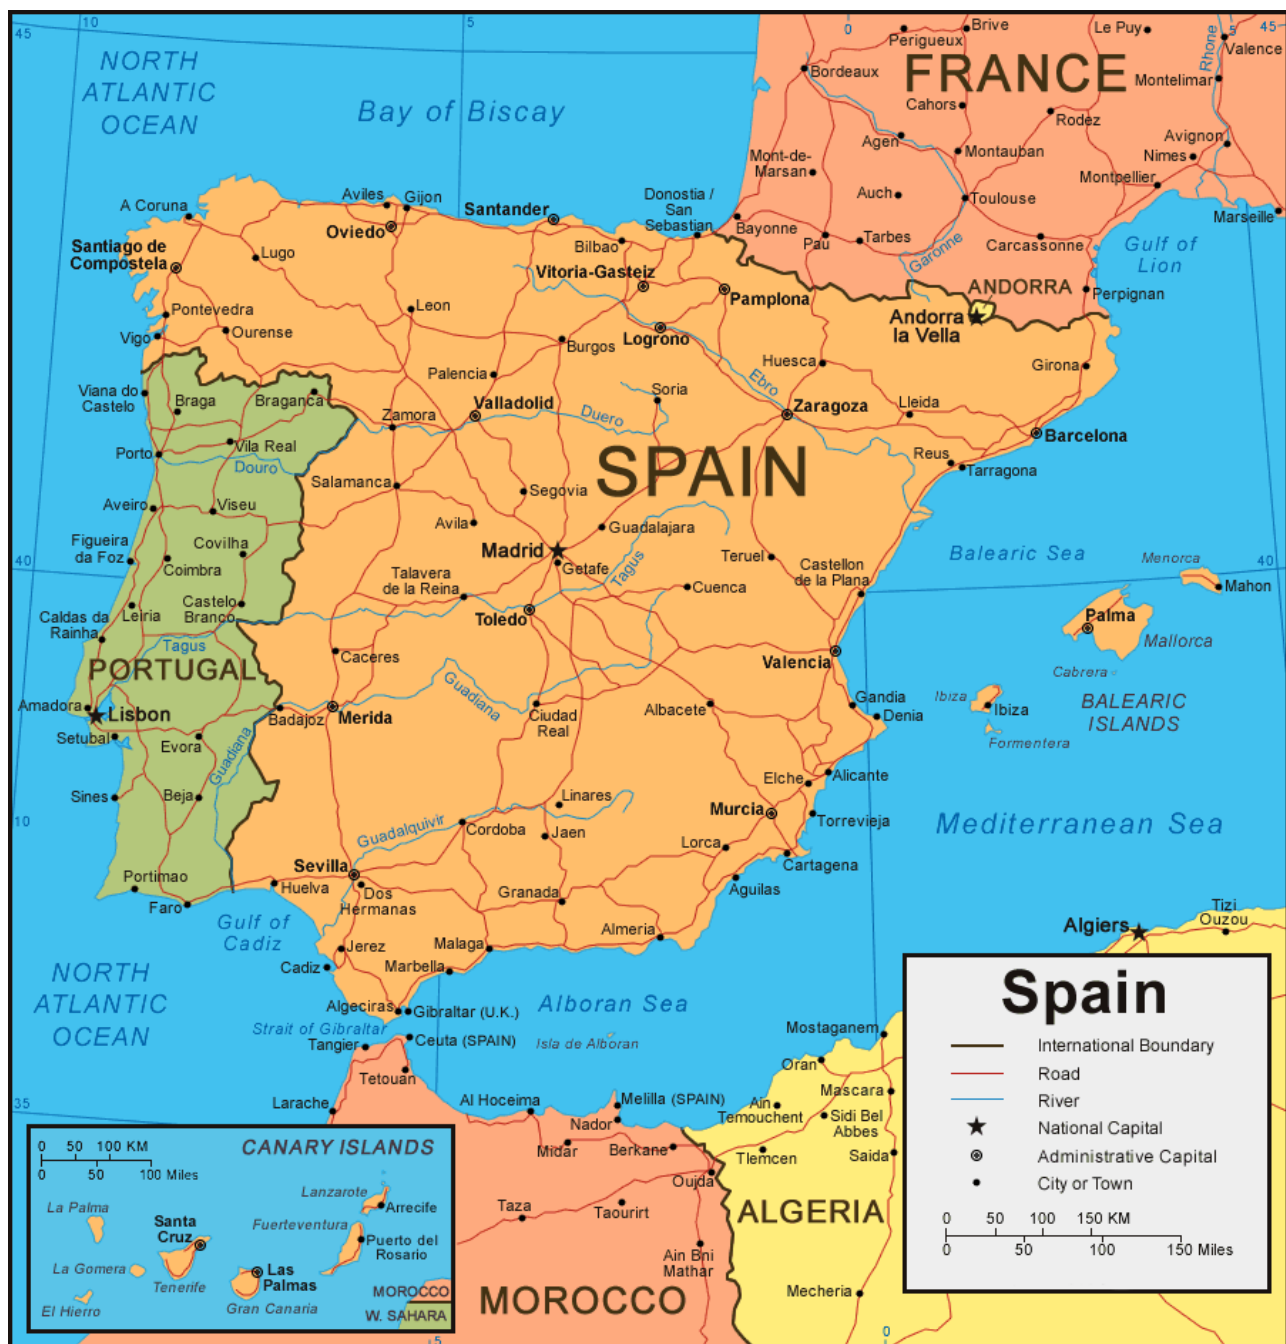 10
5
0
5
45
45
NORTH
ATLANTIC
OCEAN
Bay of Biscay
FRANCE
Perigueux
Brive
Le Puy
Rhone
Valence
Bordeaux
Montelimar
Cahors
Rodez
Agen
Montauban
Avignon
Nimes
Mont-de-
Marsan
Auch
Toulouse
Montpellier
Marseille
Bayonne
Pau
Tarbes
Garonne
Carcassonne
Gulf of
Lion
ANDORRA
Perpignan
Andorra
la Vella
A Coruna
Aviles
Gijon
Santander
Donostia /
San
Sebastian
Oviedo
Bilbao
Santiago de
Compostela
Lugo
Vitoria-Gasteiz
Pamplona
Pontevedra
Leon
Logrono
Vigo
Ourense
Burgos
Huesca
Girona
Palencia
Soria
Ebro
Viana do
Castelo
Braga
Braganca
Zamora
Valladolid
Duero
Zaragoza
Lleida
Barcelona
Porto
Vila Real
Douro
SPAIN
Reus
Tarragona
Salamanca
Segovia
Aveiro
Viseu
Avila
Guadalajara
Figueira
da Foz
Covilha
Coimbra
Madrid
Getafe
Tagus
Teruel
Castellon
de la Plana
Balearic Sea
Menorca
Mahon
40
40
Talavera
de la Reina
Cuenca
Leiria
Castelo
Branco
Caldas da
Rainha
Toledo
Palma
Mallorca
Tagus
PORTUGAL
Caceres
Valencia
Cabrera
Guadiana
Ibiza
Ibiza
BALEARIC
ISLANDS
Amadora
Lisbon
Badajoz
Merida
Ciudad
Real
Albacete
Gandia
Denia
Formentera
Setubal
Evora
Guadiana
Elche
Alicante
Sines
Beja
Linares
Murcia
Torrevieja
Mediterranean Sea
10
Guadalquivir
Cordoba
Jaen
Lorca
Cartagena
Sevilla
Portimao
Huelva
Dos
Hermanas
Granada
Aguilas
Faro
Gulf of
Cadiz
Almeria
Tizi
Ouzou
Algiers
Jerez
Malaga
Cadiz
Marbella
NORTH
ATLANTIC
OCEAN
Algeciras
Gibraltar (U.K.)
Alboran Sea
Strait of Gibraltar
Tangier
Ceuta (SPAIN)
Isla de Alboran
Mostaganem
Tetouan
Oran
Larache
Al Hoceima
Melilla (SPAIN)
Ain
Temouchent
Mascara
Sidi Bel
Abbes
35
Nador
Midar
Berkane
Tlemcen
Saida
Oujda
Taza
Taourirt
ALGERIA
Ain Bni
Mathar
MOROCCO
Mecheria
5
0
0 50 100 KM
0 50 100 Miles
CANARY ISLANDS
La Palma
Lanzarote
Arrecife
Santa
Cruz
Fuerteventura
Puerto del
Rosario
La Gomera
Tenerife
Las
Palmas
El Hierro
Gran Canaria
MOROCCO
W. SAHARA
Spain
International Boundary
Road
River
National Capital
Administrative Capital
City or Town
0 50 100 150 KM
0 50 100 150 Miles